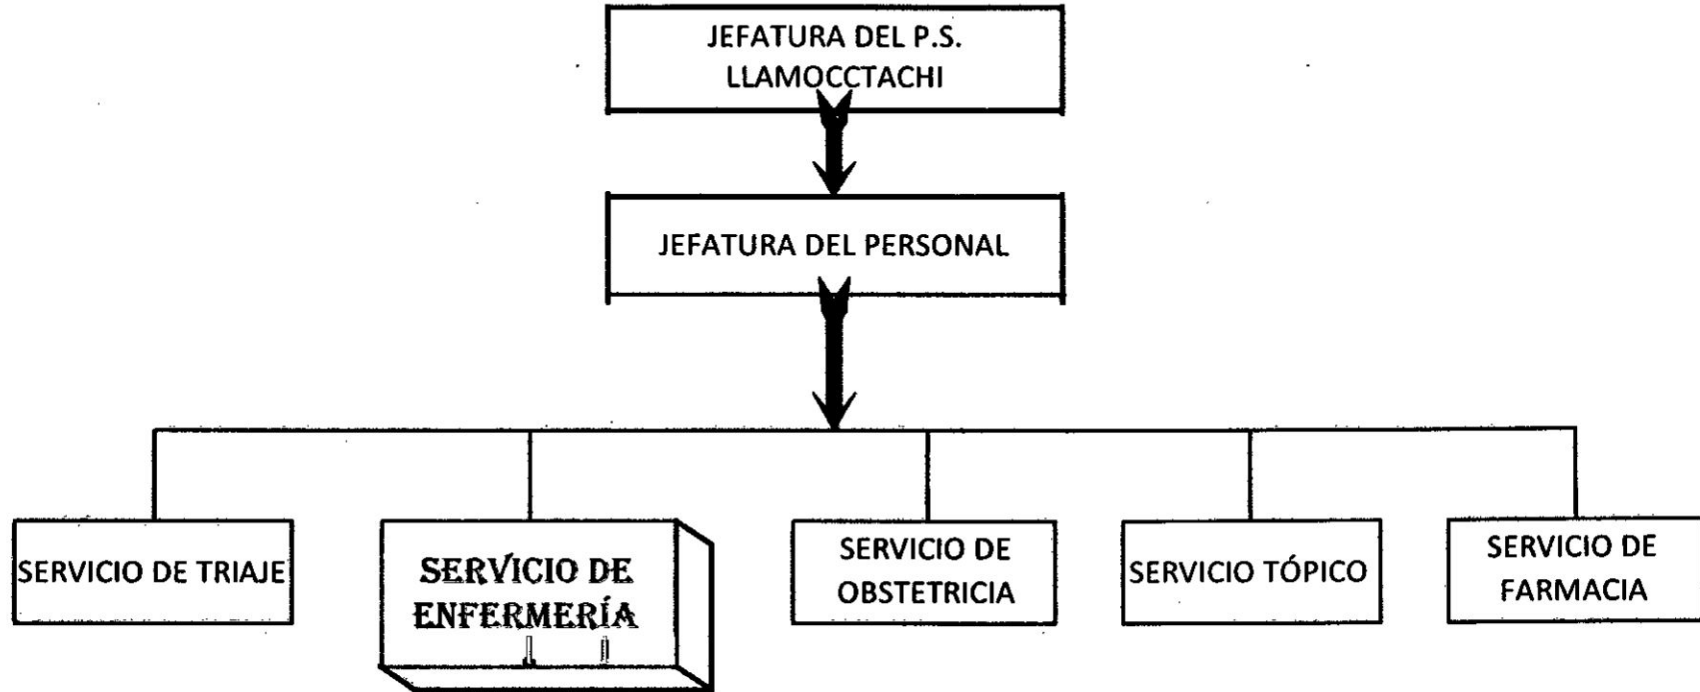 JEFATURA DEL P.S.
LLAMOCCTACHI
JEFATURA DEL PERSONAL
SERVICIO DE TRIAJE
SERVICIO DE
ENFERMERÍA
SERVICIO DE
OBSTETRICIA
SERVICIO TÓPICO
SERVICIO DE
FARMACIA